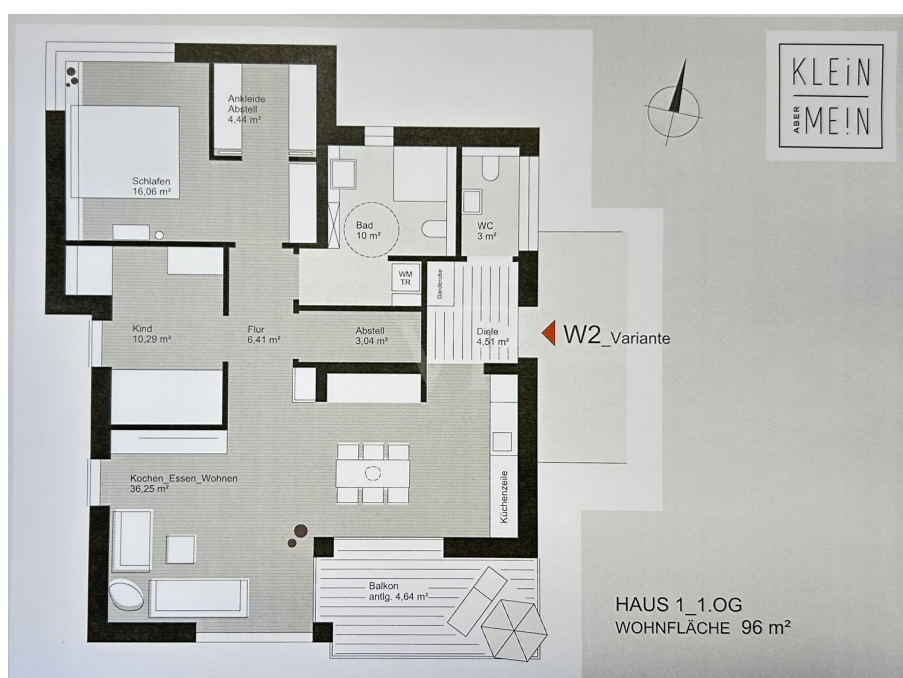 KLEiN
ABER
ME!N
Ankleide
Abstell
4,44 m²
Schlafen
16,06 m²
Bad
10 m²
WC
3 m²
WM
TR
Garderobe
Kind
10,29 m²
Flur
6,41 m²
Abstell
3,04 m²
Diele
4,51 m²
W2_Variante
Kochen_Essen_Wohnen
36,25 m²
Küchenzeile
Balkon
antlg. 4,64 m²
HAUS 1_1.OG
WOHNFLÄCHE 96 m²